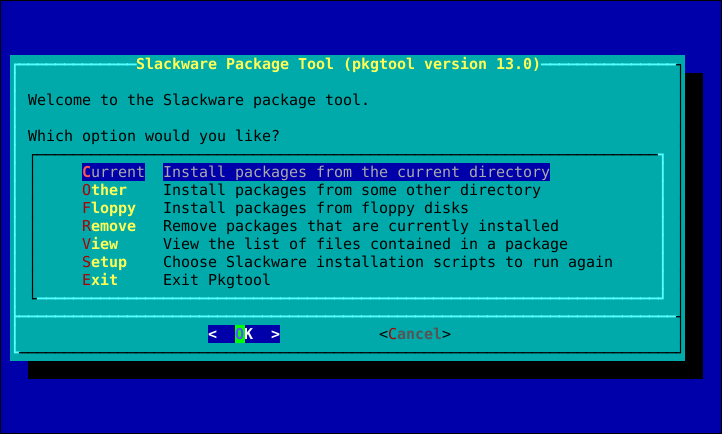 Slackware Package Tool (pkgtool version 13.0)
Welcome to the Slackware package tool.
Which option would you like?
Current Install packages from the current directory
Other Install packages from some other directory
Floppy Install packages from floppy disks
Remove Remove packages that are currently installed
View View the list of files contained in a package
Setup Choose Slackware installation scripts to run again
Exit Exit Pkgtool
< OK > <Cancel>